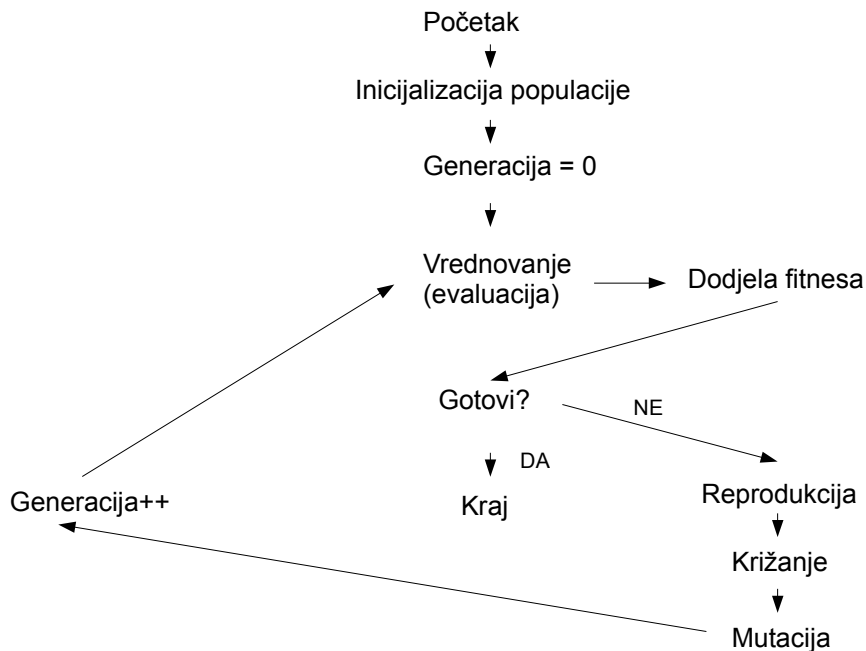 Početak
Inicijalizacija populacije
Generacija = 0
Vrednovanje
(evaluacija)
Dodjela fitnesa
Gotovi?
NE
DA
Kraj
Reprodukcija
Križanje
Mutacija
Generacija++